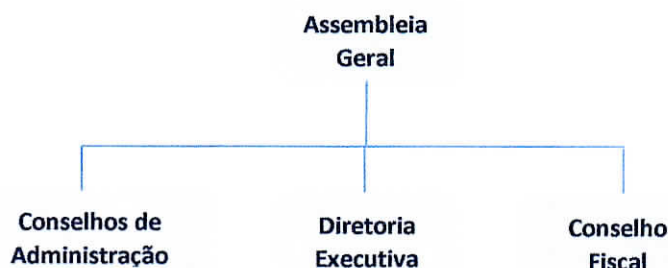 Assembleia
Geral
Conselhos de
Administração
Diretoria
Executiva
Conselho
Fiscal